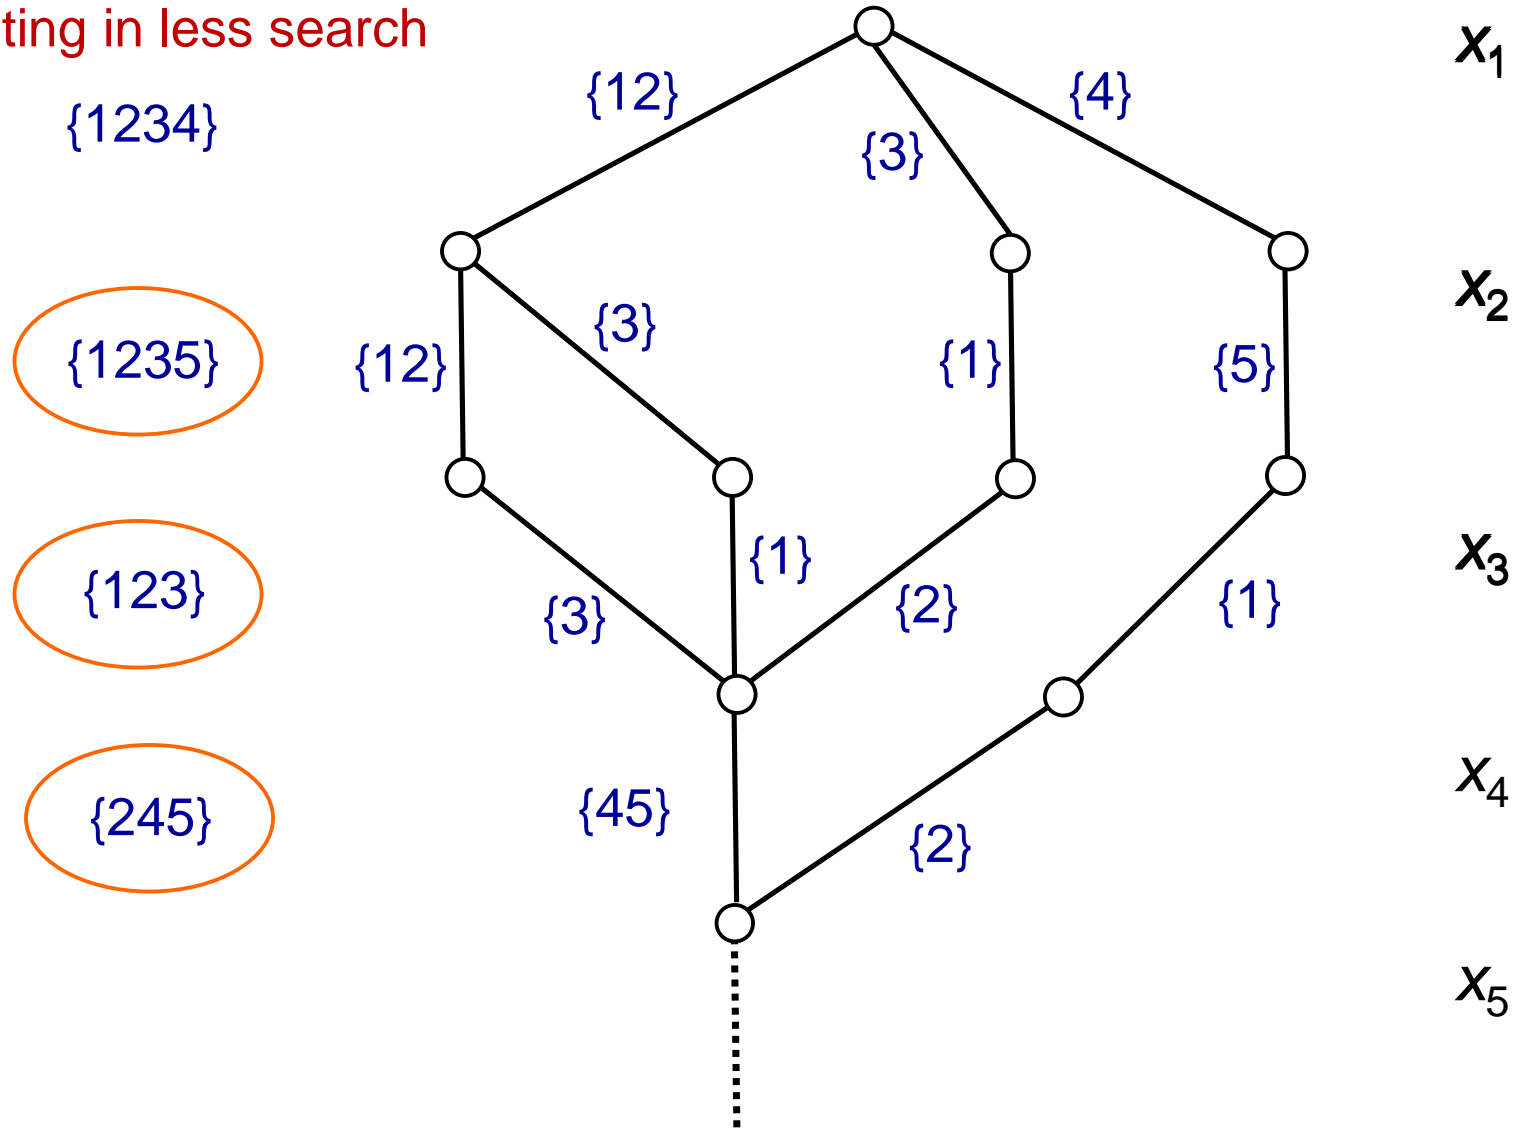 ting in less search
x1
{12}
{4}
{1234}
{3}
x2
{3}
{1235}
{12}
{1}
{5}
x3
{1}
{123}
{3}
{2}
{1}
x4
{245}
{45}
{2}
x5